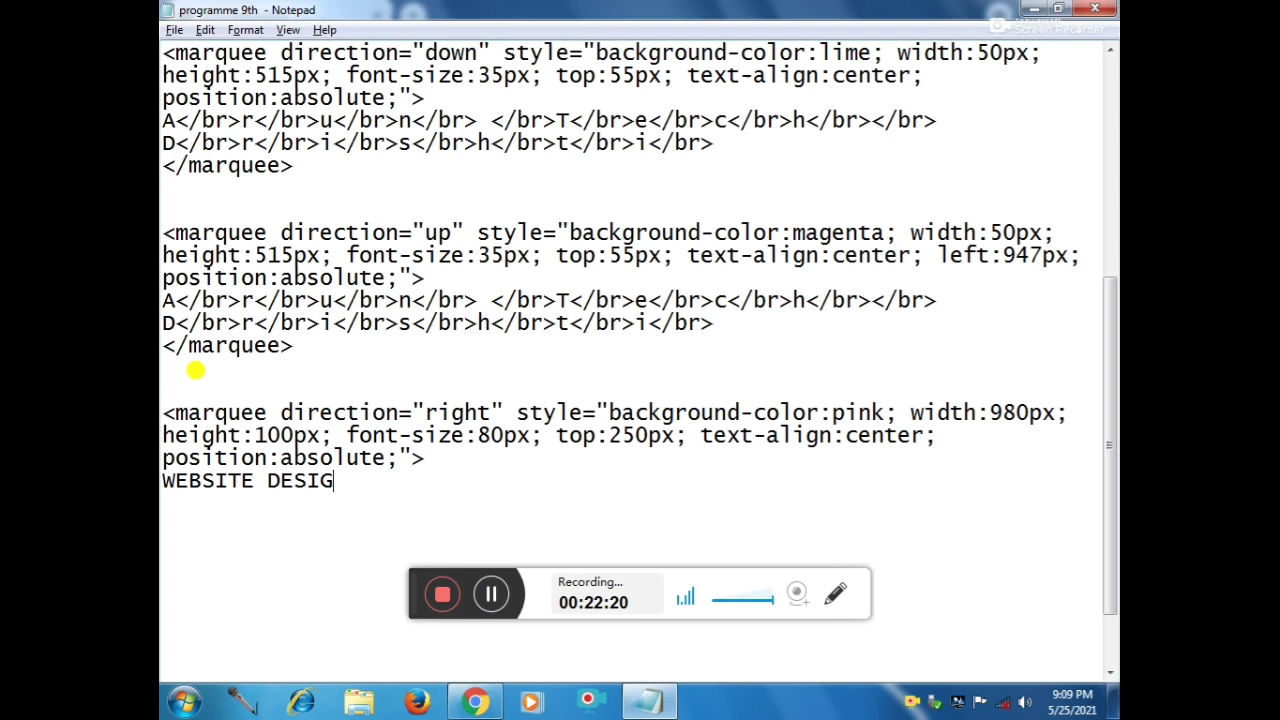 programme 9th - Notepad
File Edit Format View Help
Screen Recorder
<marquee direction="down" style="background-color:lime; width:50px;
height:515px; font-size:35px; top:55px; text-align:center;
position:absolute;">
A</br>r</br>u</br>n</br> </br>T</br>e</br>c</br>h</br></br>
D</br>r</br>i</br>s</br>h</br>t</br>i</br>
</marquee>
<marquee direction="up" style="background-color:magenta; width:50px;
height:515px; font-size:35px; top:55px; text-align:center; left:947px;
position:absolute;">
A</br>r</br>u</br>n</br> </br>T</br>e</br>c</br>h</br></br>
D</br>r</br>i</br>s</br>h</br>t</br>i</br>
</marquee>
<marquee direction="right" style="background-color:pink; width:980px;
height:100px; font-size:80px; top:250px; text-align:center;
position:absolute;">
WEBSITE DESIG
Recording...
00:22:20
9:09 PM
5/25/2021